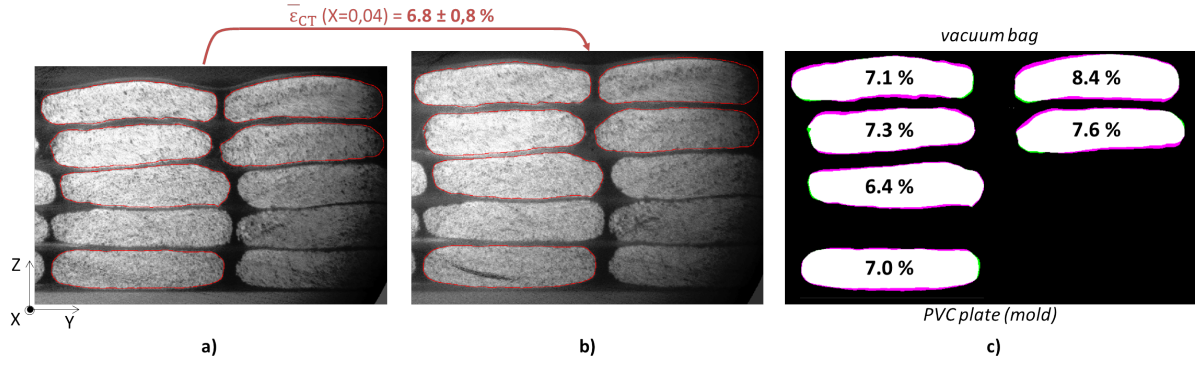 ε̅CT (X=0,04) = 6.8 ± 0,8 %
vacuum bag
7.1 %
8.4 %
7.3 %
7.6 %
6.4 %
7.0 %
Z
X
Y
PVC plate (mold)
a)
b)
c)